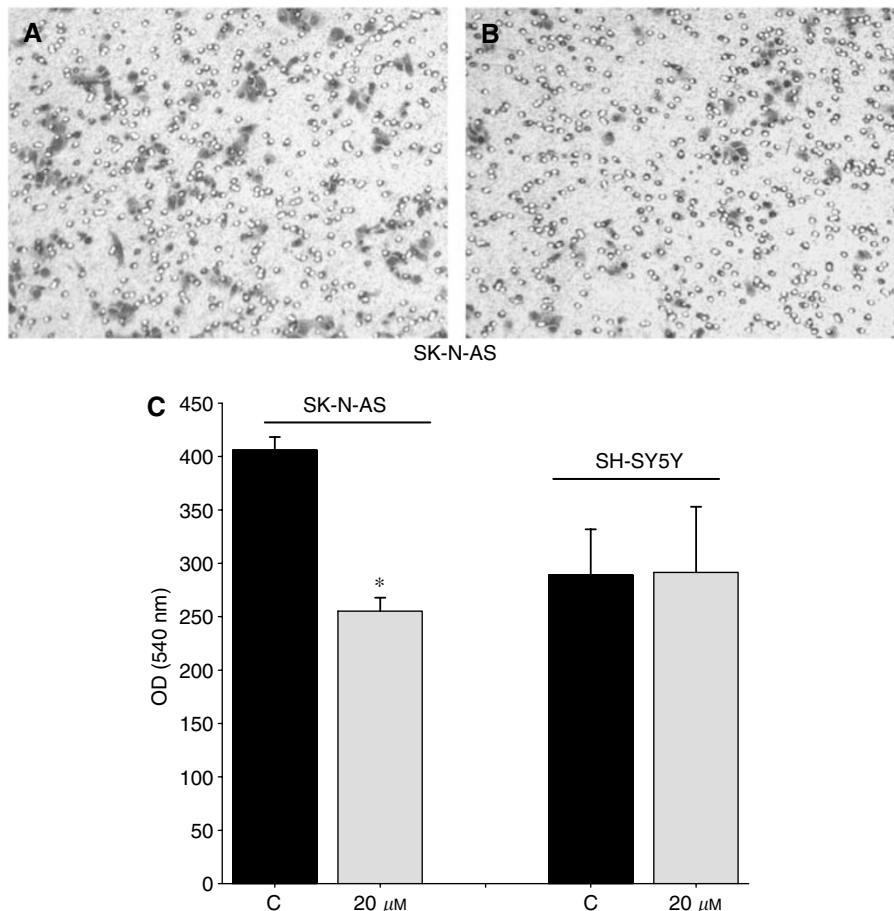 A
B
SK-N-AS
C
SK-N-AS
SH-SY5Y
OD (540 nm)
450
400
350
300
250
200
150
100
50
0
*
C
20 μM
C
20 μM